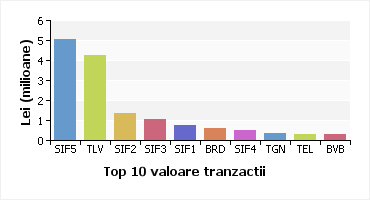 Lei (milioane)
6
5
4
3
2
1
0
SIF5 TLV SIF2 SIF3 SIF1 BRD SIF4 TGN TEL BVB
Top 10 valoare tranzactii